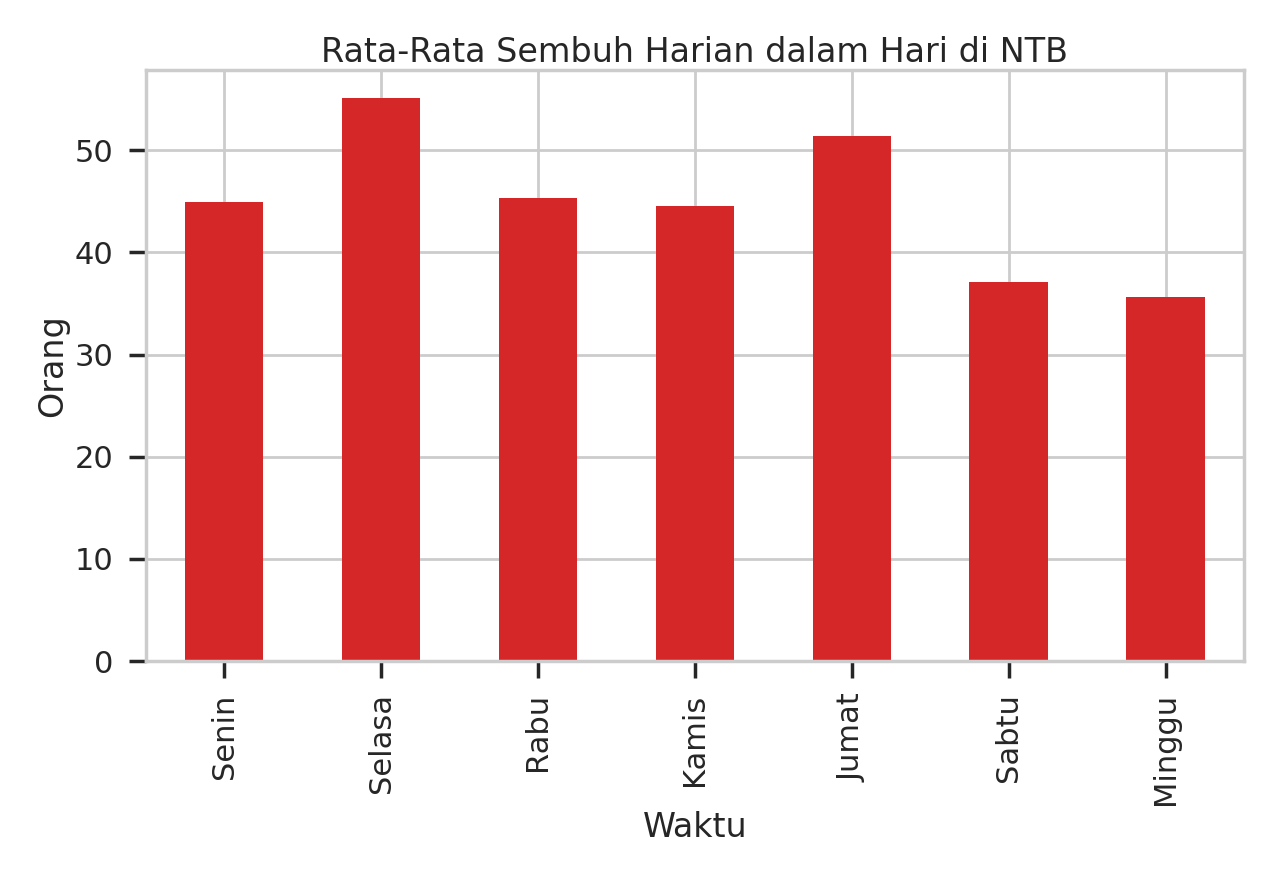 Rata-Rata Sembuh Harian dalam Hari di NTB
50
40
30
20
10
0
Orang
Senin
Selasa
Rabu
Kamis
Jumat
Sabtu
Minggu
Waktu